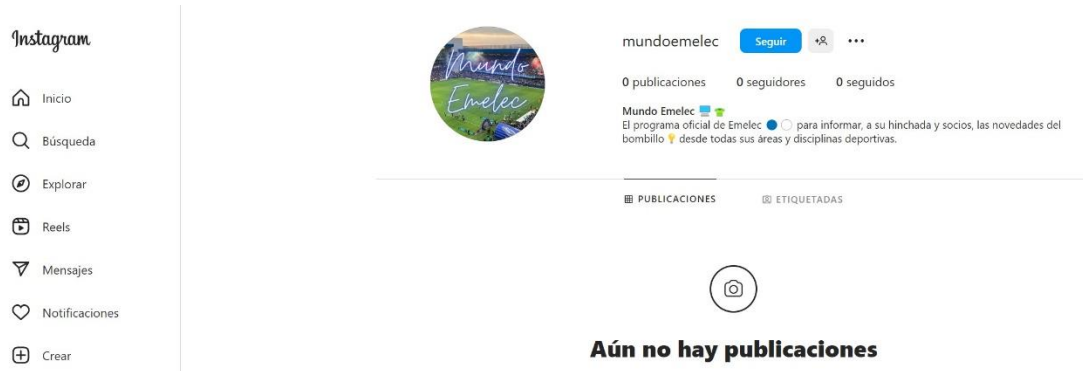 Instagram
Inicio
Búsqueda
Explorar
Reels
Mensajes
Notificaciones
Crear
Mundo
Emelec
mundoemelec Seguir
0 publicaciones 0 seguidores 0 seguidos
Mundo Emelec 🖥️
El programa oficial de Emelec 🔵⚪ para informar, a su hinchada y socios, las novedades del
bombillo 💡 desde todas sus áreas y disciplinas deportivas.
PUBLICACIONES ETIQUETADAS
Aún no hay publicaciones